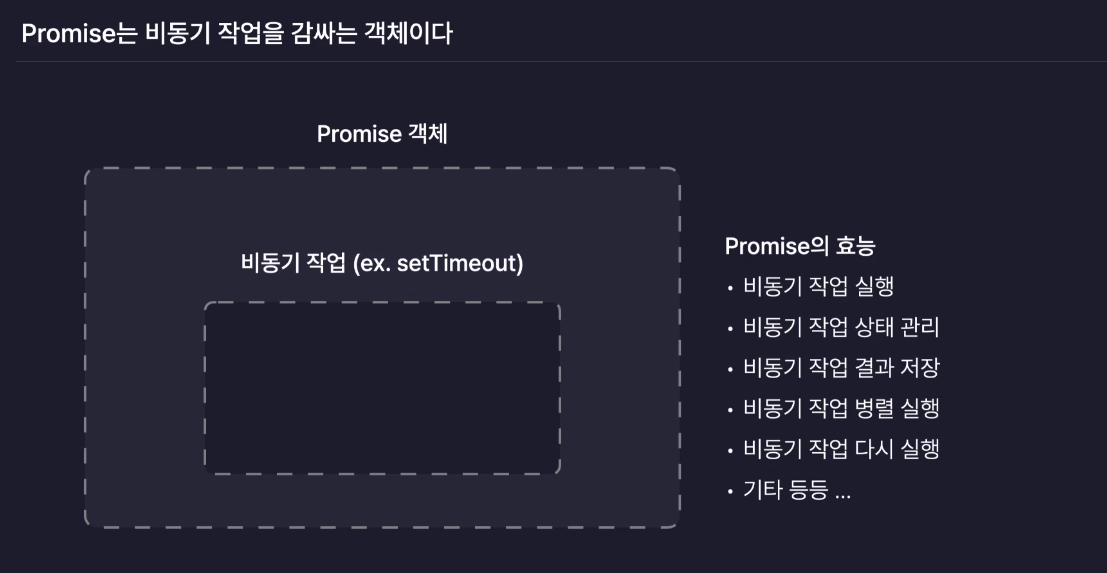 Promise는 비동기 작업을 감싸는 객체이다
Promise 객체
비동기 작업 (ex. setTimeout)
Promise의 효능
• 비동기 작업 실행
• 비동기 작업 상태 관리
• 비동기 작업 결과 저장
• 비동기 작업 병렬 실행
• 비동기 작업 다시 실행
• 기타 등등 ...